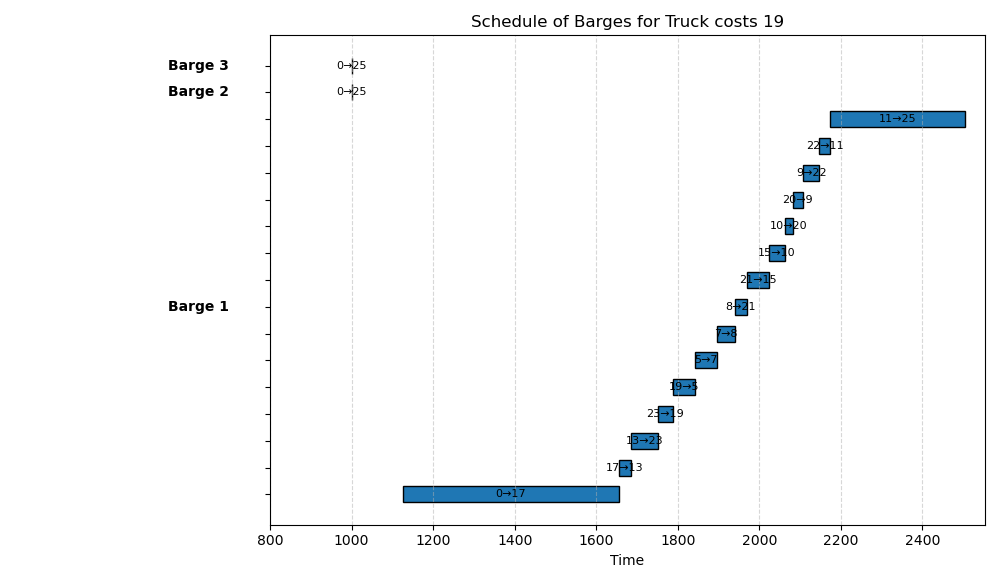 Schedule of Barges for Truck costs 19
Barge 3
0→25
Barge 2
0→25
11→25
22→11
9→22
20→9
10→20
15→10
21→15
Barge 1
8→21
7→8
5→7
19→5
23→19
13→23
17→13
0→17
800 1000 1200 1400 1600 1800 2000 2200 2400
Time